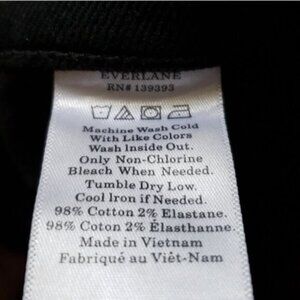 EVERLANE
RN# 139393
Machine Wash Cold
With Like Colors
Wash Inside Out.
Only Non-Chlorine
Bleach When Needed.
Tumble Dry Low.
Cool Iron if Needed.
98% Cotton 2% Elastane.
98% Coton 2% Élasthanne.
Made in Vietnam
Fabriqué au Viêt-Nam